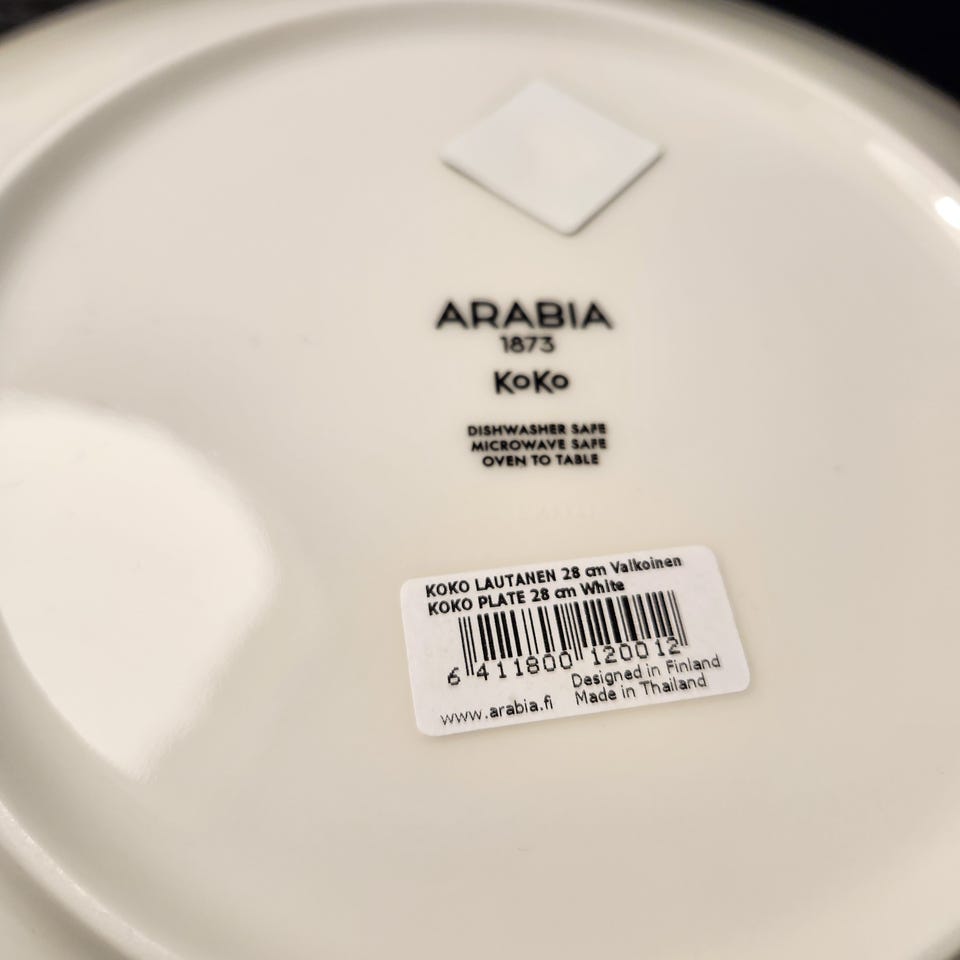 ARABIA
1873
KoKo
DISHWASHER SAFE
MICROWAVE SAFE
OVEN TO TABLE
KOKO LAUTANEN 28 cm Valkoinen
KOKO PLATE 28 cm White
6 411800 120012
Designed in Finland
www.arabia.fi Made in Thailand